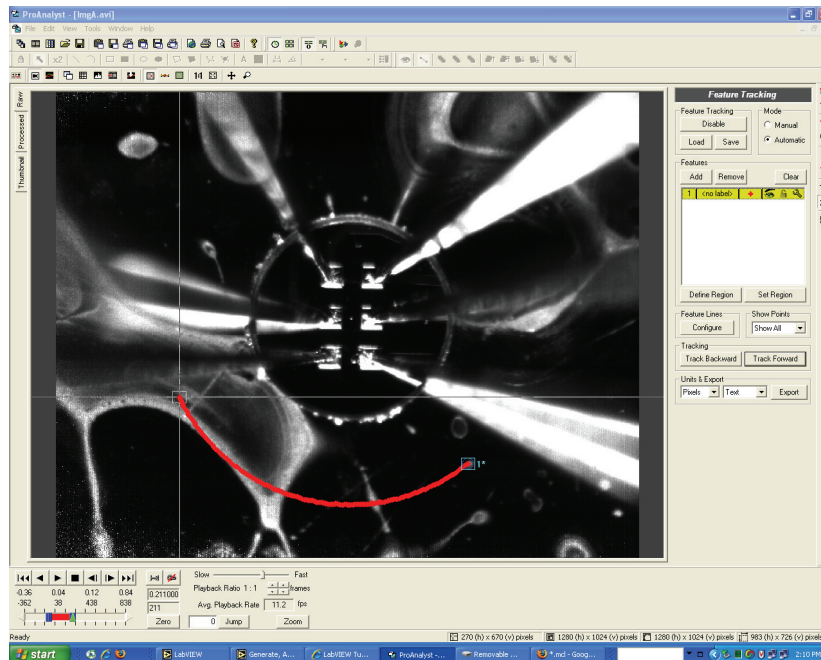 ProAnalyst - [ImgA.avi]
File Edit View Tools Window Help
x2
1/4
Raw
Processed
Thumbnail
1*
Feature Tracking
Feature Tracking
Disable
Load Save
Mode
Manual
Automatic
Features
Add Remove Clear
1 <no label>
Define Region Set Region
Feature Lines
Configure
Show Points
Show All
Tracking
Track Backward Track Forward
Units & Export
Pixels Text Export
Slow Fast
Playback Ratio 1 : 1 frames
Avg. Playback Rate 11.2 fps
0 Jump Zoom
-0.36 0.04 0.12 0.84 0.211000
-362 38 438 838 211
Zero
Ready
270 (h) x 670 (v) pixels 1280 (h) x 1024 (v) pixels 1280 (h) x 1024 (v) pixels 983 (h) x 726 (v) pixels
start LabVIEW Generate, A... LabVIEW Tu... ProAnalyst -... Removable ... *.md - Goog... 2:10 PM